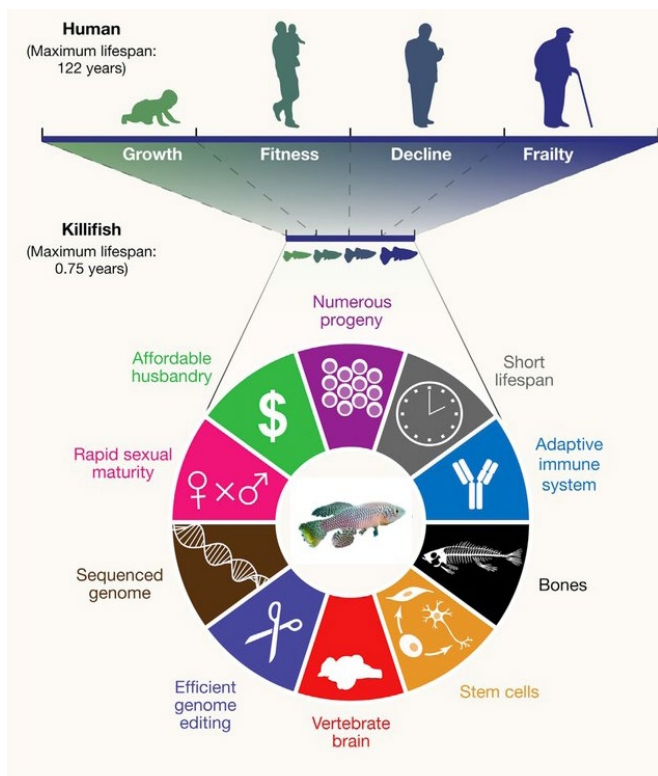 Human
(Maximum lifespan:
122 years)
Growth
Fitness
Decline
Frailty
Killifish
(Maximum lifespan:
0.75 years)
Numerous
progeny
Affordable
husbandry
$
Short
lifespan
Rapid sexual
maturity
Adaptive
immune
system
Sequenced
genome
Bones
Efficient
genome
editing
Stem cells
Vertebrate
brain